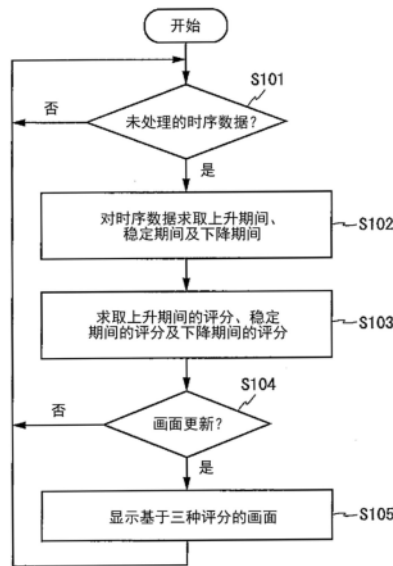 开始
S101
否
未处理的时序数据?
是
对时序数据求取上升期间、
稳定期间及下降期间
S102
求取上升期间的评分、稳定
期间的评分及下降期间的评分
S103
S104
否
画面更新?
是
显示基于三种评分的画面
S105